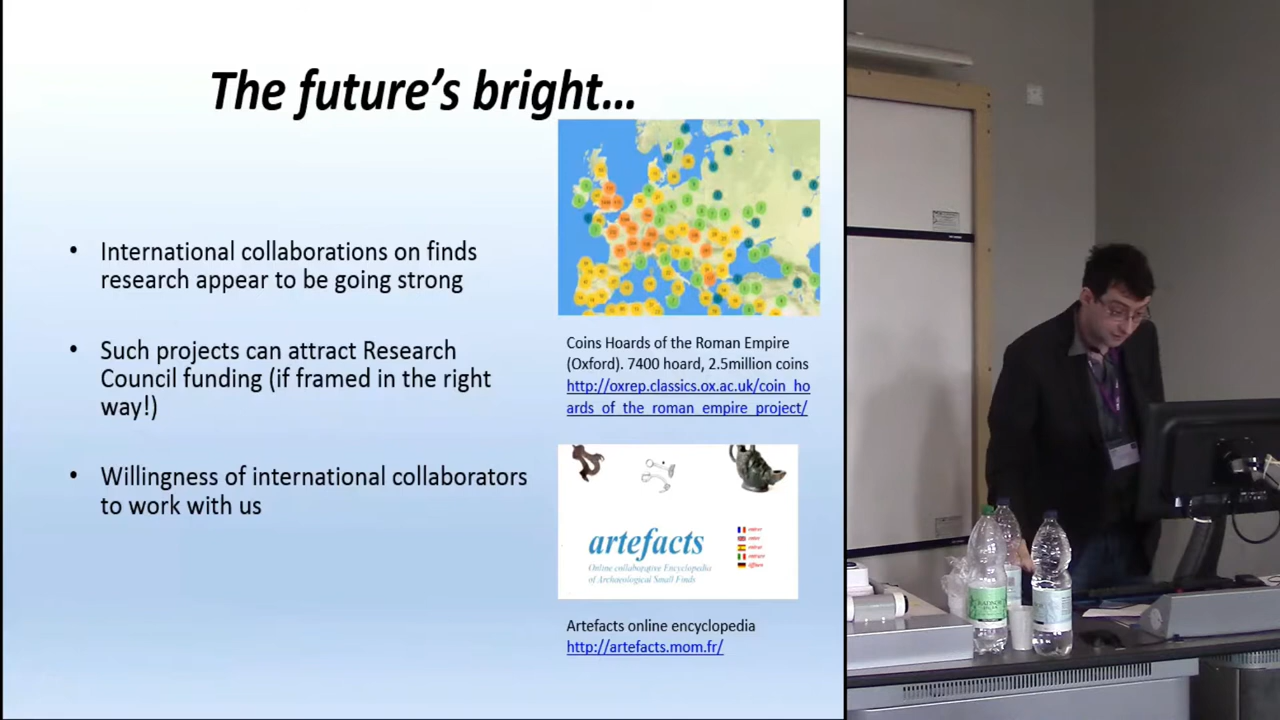 The future's bright...
• International collaborations on finds
research appear to be going strong
• Such projects can attract Research
Council funding (if framed in the right
way!)
• Willingness of international collaborators
to work with us
Coins Hoards of the Roman Empire
(Oxford). 7400 hoard, 2.5million coins
http://oxrep.classics.ox.ac.uk/coin_ho
ards_of_the_roman_empire_project/
artefacts
Online collaborative Encyclopedia
of Archaeological Small Finds
Artefacts online encyclopedia
http://artefacts.mom.fr/